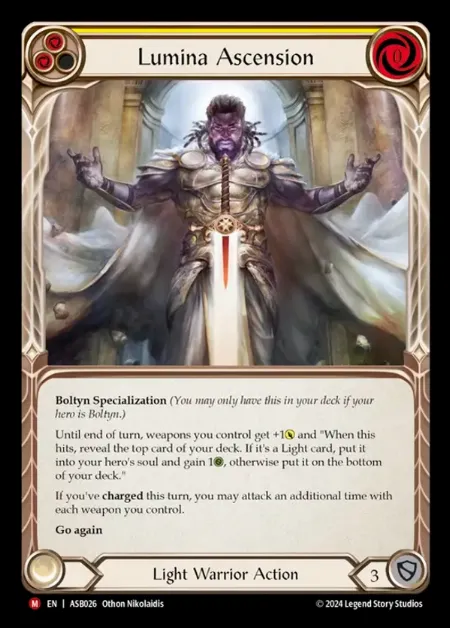 Lumina Ascension
0
Boltyn Specialization (You may only have this in your deck if your
hero is Boltyn.)
Until end of turn, weapons you control get +1 and "When this
hits, reveal the top card of your deck. If it's a Light card, put it
into your hero's soul and gain 1, otherwise put it on the bottom
of your deck."
If you've charged this turn, you may attack an additional time with
each weapon you control.
Go again
Light Warrior Action
3
M EN | ASB026 Othon Nikolaidis
© 2024 Legend Story Studios